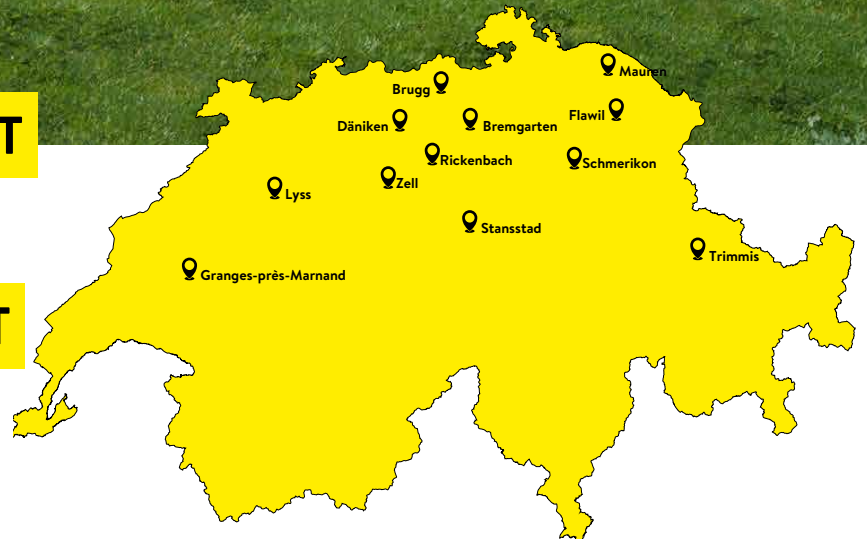 Mauren
Brugg
Flawil
T
Däniken
Bremgarten
Rickenbach
Schmerikon
Zell
Lyss
Stansstad
Trimmis
Granges-près-Marnand